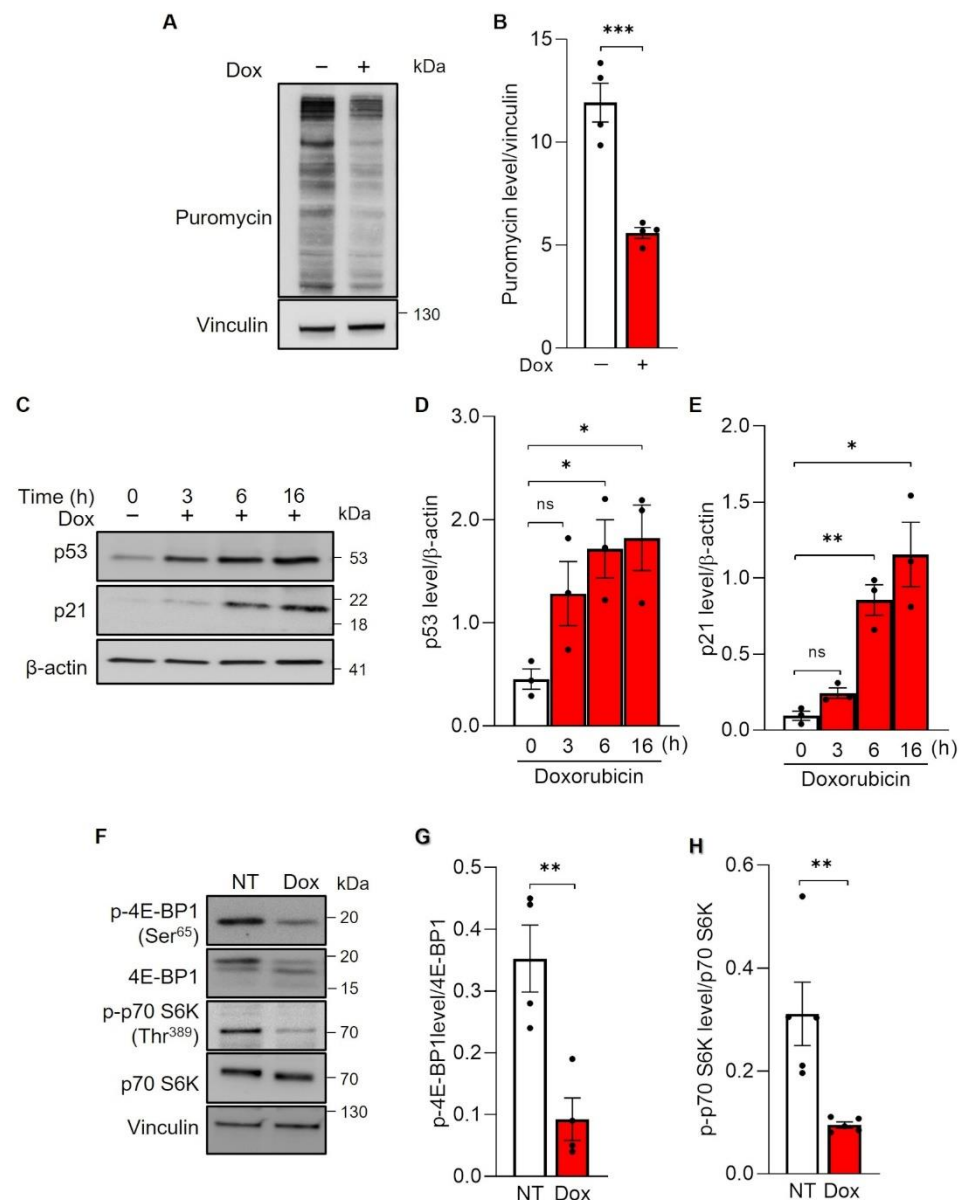 A
Dox − + kDa
Puromycin
Vinculin
130
B
***
15
10
5
0
Puromycin level/vinculin
Dox − +
C
Time (h) 0 3 6 16
Dox − + + + kDa
p53
53
p21
22
18
β-actin
41
D
3.0
2.0
1.0
0.0
p53 level/β-actin
*
*
ns
0 3 6 16 (h)
Doxorubicin
E
2.0
1.5
1.0
0.5
0.0
p21 level/β-actin
*
**
ns
0 3 6 16 (h)
Doxorubicin
F
NT Dox kDa
p-4E-BP1
(Ser⁶⁵)
20
4E-BP1
20
15
p-p70 S6K
(Thr³⁸⁹)
70
p70 S6K
70
Vinculin
130
G
0.5
0.4
0.3
0.2
0.1
0.0
p-4E-BP1level/4E-BP1
**
NT Dox
H
0.6
0.4
0.2
0.0
p-p70 S6K level/p70 S6K
**
NT Dox